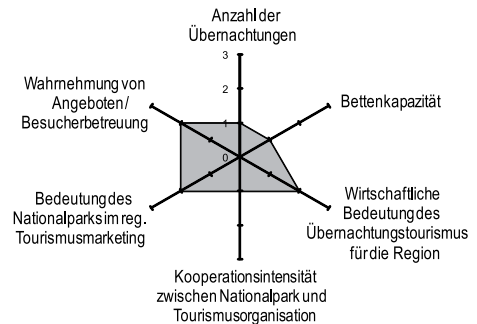 Anzahl der
Übernachtungen
3
2
1
0
Bettenkapazität
Wirtschaftliche
Bedeutung des
Übernachtungstourismus
für die Region
Kooperationsintensität
zwischen Nationalpark und
Tourismusorganisation
Bedeutung des
Nationalparks im reg.
Tourismusmarketing
Wahrnehmung von
Angeboten/
Besucherbetreuung